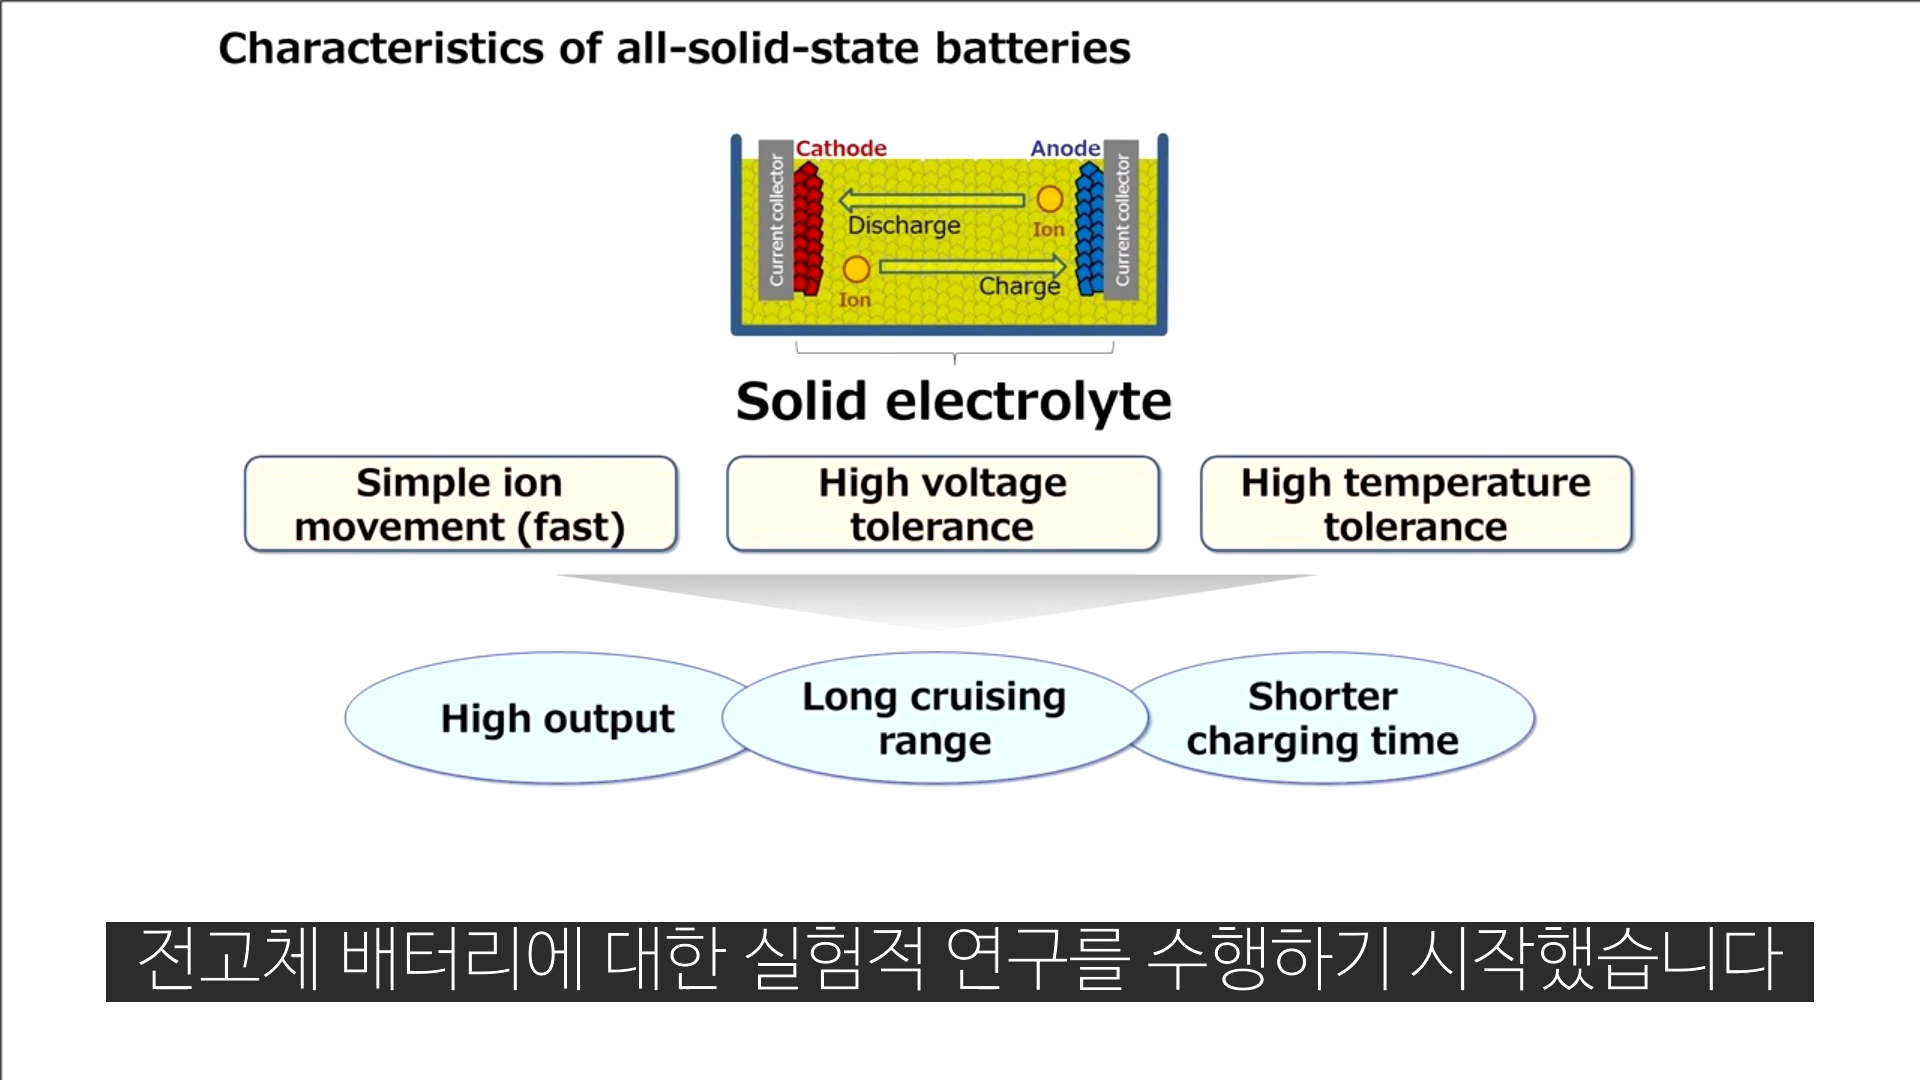 Characteristics of all-solid-state batteries
Cathode
Anode
Current collector
Current collector
Discharge
Ion
Ion
Charge
Solid electrolyte
Simple ion
movement (fast)
High voltage
tolerance
High temperature
tolerance
High output
Long cruising
range
Shorter
charging time
전고체 배터리에 대한 실험적 연구를 수행하기 시작했습니다